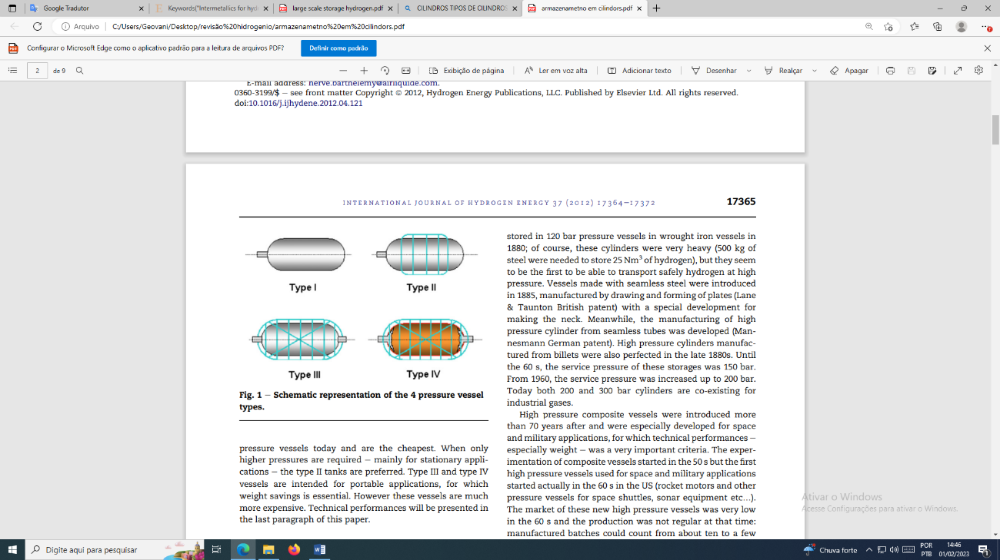 Google Tradutor
Keywords("Intermetallics for hyd
large scale storage hydrogen.pdf
CILINDROS TIPOS DE CILINDROS
armazenametno em cilindors.pdf
Arquivo
C:/Users/Geovani/Desktop/revisão%20hidrogenio/armazenametno%20em%20cilindors.pdf
Configurar o Microsoft Edge como o aplicativo padrão para a leitura de arquivos PDF?
Definir como padrão
2 de 9
Exibição de página
Ler em voz alta
Adicionar texto
Desenhar
Realçar
Apagar
E-mail address: herve.barthelemy@airliquide.com.
0360-3199/$ – see front matter Copyright © 2012, Hydrogen Energy Publications, LLC. Published by Elsevier Ltd. All rights reserved.
doi:10.1016/j.ijhydene.2012.04.121
INTERNATIONAL JOURNAL OF HYDROGEN ENERGY 37 (2012) 17364–17372
17365
Type I
Type II
Type III
Type IV
Fig. 1 – Schematic representation of the 4 pressure vessel
types.
pressure vessels today and are the cheapest. When only
higher pressures are required – mainly for stationary appli-
cations – the type II tanks are preferred. Type III and type IV
vessels are intended for portable applications, for which
weight savings is essential. However these vessels are much
more expensive. Technical performances will be presented in
the last paragraph of this paper.
stored in 120 bar pressure vessels in wrought iron vessels in
1880; of course, these cylinders were very heavy (500 kg of
steel were needed to store 25 Nm³ of hydrogen), but they seem
to be the first to be able to transport safely hydrogen at high
pressure. Vessels made with seamless steel were introduced
in 1885, manufactured by drawing and forming of plates (Lane
& Taunton British patent) with a special development for
making the neck. Meanwhile, the manufacturing of high
pressure cylinder from seamless tubes was developed (Man-
nesmann German patent). High pressure cylinders manufac-
tured from billets were also perfected in the late 1880s. Until
the 60 s, the service pressure of these storages was 150 bar.
From 1960, the service pressure was increased up to 200 bar.
Today both 200 and 300 bar cylinders are co-existing for
industrial gases.
High pressure composite vessels were introduced more
than 70 years after and were especially developed for space
and military applications, for which technical performances –
especially weight – was a very important criteria. The exper-
imentation of composite vessels started in the 50 s but the first
high pressure vessels used for space and military applications
started actually in the 60 s in the US (rocket motors and other
pressure vessels for space shuttles, sonar equipment etc...).
The market of these new high pressure vessels was very low
in the 60 s and the production was not regular at that time:
manufactured batches could count from about ten to a few
Ativar o Windows
Acesse Configurações para ativar o Windows.
Digite aqui para pesquisar
Chuva forte
POR
PTB
14:46
01/02/2023
1